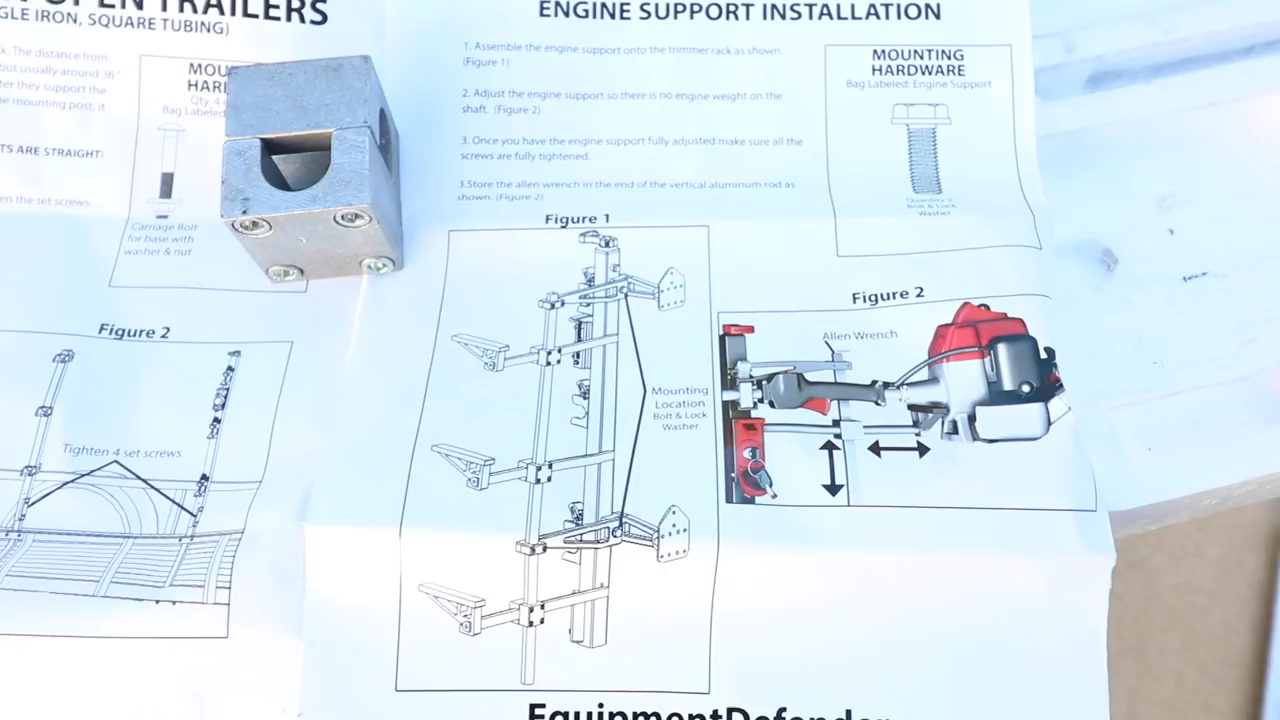 OPEN TRAILERS
GLE IRON, SQUARE TUBING)
k. The distance from
but usually around 36"
ter they support the
e mounting post, it
TS ARE STRAIGHT)
en the set screws.
MOU
HAR
Qty. 4
Bag Labeled
Carriage Bolt
for base with
washer & nut
Figure 2
Tighten 4 set screws
ENGINE SUPPORT INSTALLATION
1. Assemble the engine support onto the trimmer rack as shown.
(Figure 1)
2. Adjust the engine support so there is no engine weight on the
shaft. (Figure 2)
3. Once you have the engine support fully adjusted make sure all the
screws are fully tightened.
3.Store the allen wrench in the end of the vertical aluminum rod as
shown. (Figure 2)
MOUNTING
HARDWARE
Bag Labeled: Engine Support
Quantity 2
Bolt & Lock
Washer
Figure 1
Mounting
Location
Bolt & Lock
Washer
Figure 2
Allen Wrench
EquipmentDefender